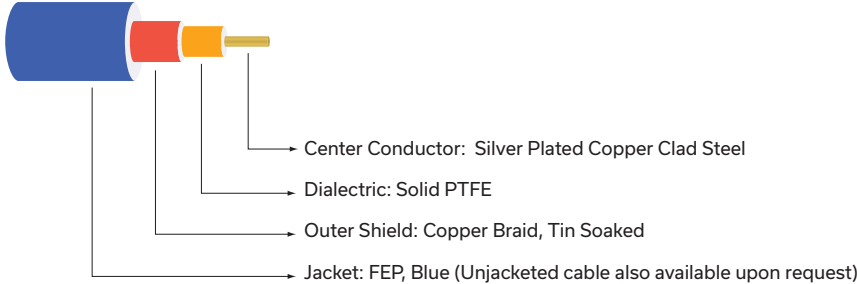 Center Conductor: Silver Plated Copper Clad Steel
Dialectric: Solid PTFE
Outer Shield: Copper Braid, Tin Soaked
Jacket: FEP, Blue (Unjacketed cable also available upon request)